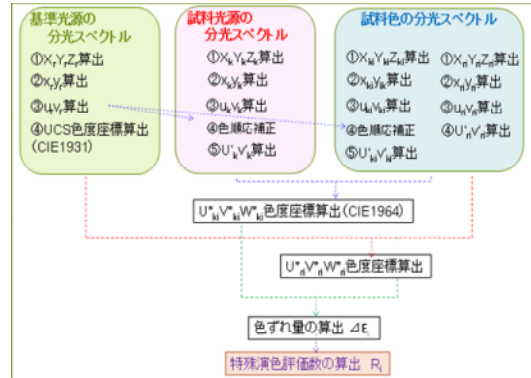 基準光源の
分光スペクトル
①XrYrZr算出
②xryr算出
③urvr算出
④UCS色度座標算出
(CIE1931)
試料光源の
分光スペクトル
①XkYkZk算出
②xkyk算出
③ukvk算出
④色順応補正
⑤U'kV'k算出
試料色の分光スペクトル
①XkiYkiZki算出
②xkiyki算出
③ukivki算出
④色順応補正
⑤U'kiV'ki算出
①XriYriZri算出
②xriyri算出
③urivri算出
④U'riV'ri算出
U*kiV*kiW*ki色度座標算出(CIE1964)
U*riV*riW*ri色度座標算出
色ずれ量の算出 ΔEi
特殊演色評価数の算出 Ri